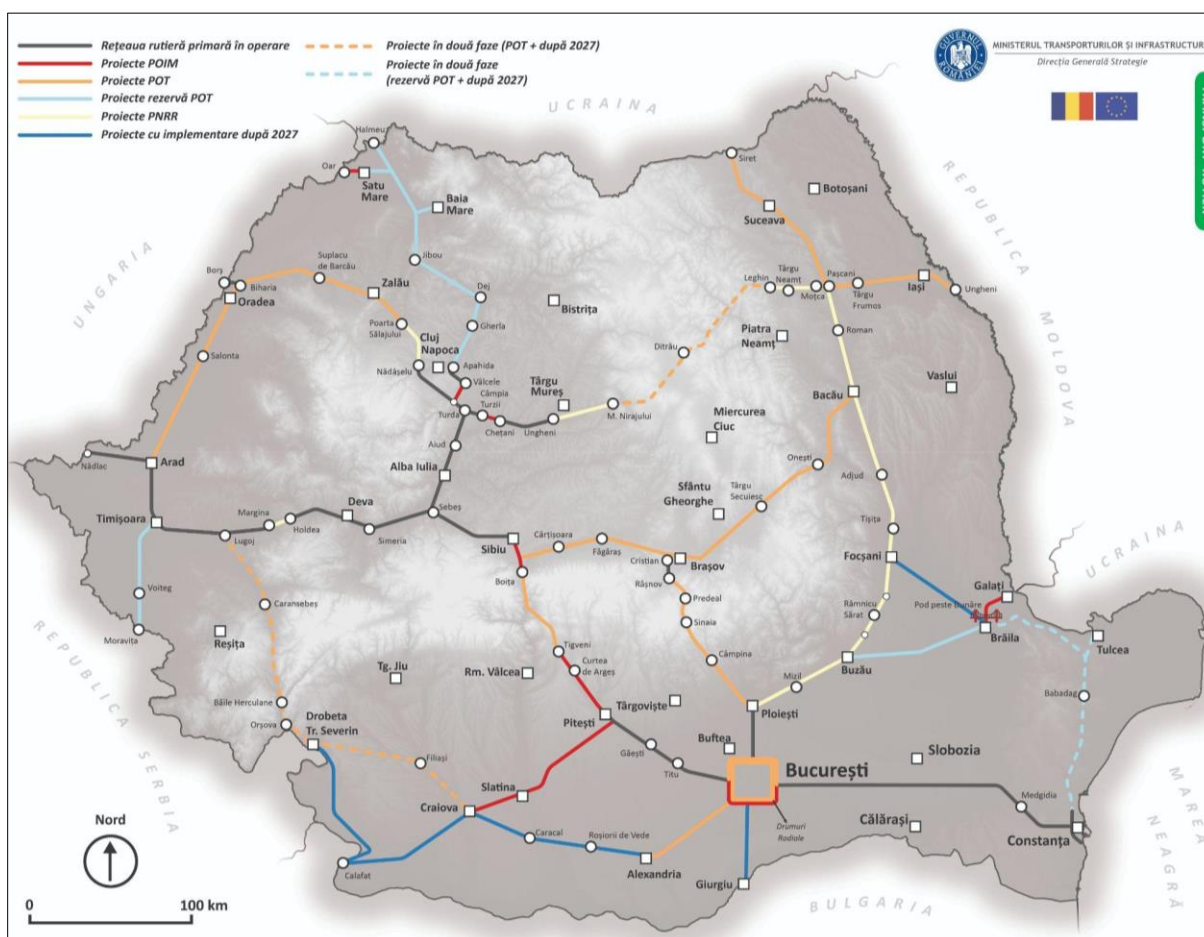 Rețeaua rutieră primară în operare
Proiecte POIM
Proiecte POT
Proiecte rezervă POT
Proiecte PNRR
Proiecte cu implementare după 2027
Proiecte în două faze (POT + după 2027)
Proiecte în două faze
(rezervă POT + după 2027)
GUVERNUL
ROMÂNIEI
MINISTERUL TRANSPORTURILOR ȘI INFRASTRUCTUR
Direcția Generală Strategie
UCRAINA
REPUBLICA
MOLDOVA
UNGARIA
Halmeu
Oar
Satu
Mare
Baia
Mare
Siret
Botoșani
Suceava
Jibou
Suplacu
de Barcău
Borș
Biharia
Oradea
Zalău
Dej
Bistrița
Leghin
Târgu
Neamț
Moțca
Pașcani
Târgu
Frumos
Iași
Ungheni
Poarta
Sălajului
Gherla
Roman
Piatra
Neamț
Salonta
Cluj
Napoca
Nădășelu
Apahida
Vâlcele
Câmpia
Turzii
Turda
Chețani
Târgu
Mureș
Ungheni
M. Nirajului
Ditrău
Vaslui
Bacău
Miercurea
Ciuc
Aiud
Nădlac
Arad
Alba Iulia
Onești
Adjud
Sfântu
Gheorghe
Târgu
Secuiesc
Timișoara
Margina
Holdea
Lugoj
Deva
Simeria
Sebeș
Tișița
Focșani
UCRAINA
Sibiu
Cârțișoara
Făgăraș
Cristian
Brașov
Boița
Râșnov
Predeal
Sinaia
Voiteg
Caransebeș
Galați
Pod peste Dunăre
Râmnicu
Sărat
Brăila
Tulcea
Moravița
Reșița
Tigveni
Curtea
de Argeș
Câmpina
Buzău
Mizil
REPUBLICA
SERBIA
Tg. Jiu
Rm. Vâlcea
Băile Herculane
Orșova
Babadag
Târgoviște
Ploiești
Drobeta
Tr. Severin
Pitești
Buftea
Găești
Titu
București
Slobozia
Filiași
Slatina
Craiova
Medgidia
Constanța
MAREA
NEAGRĂ
Nord
Caracal
Roșiorii de Vede
Drumuri
Radiale
Călărași
Alexandria
Calafat
Giurgiu
BULGARIA
0
100 km